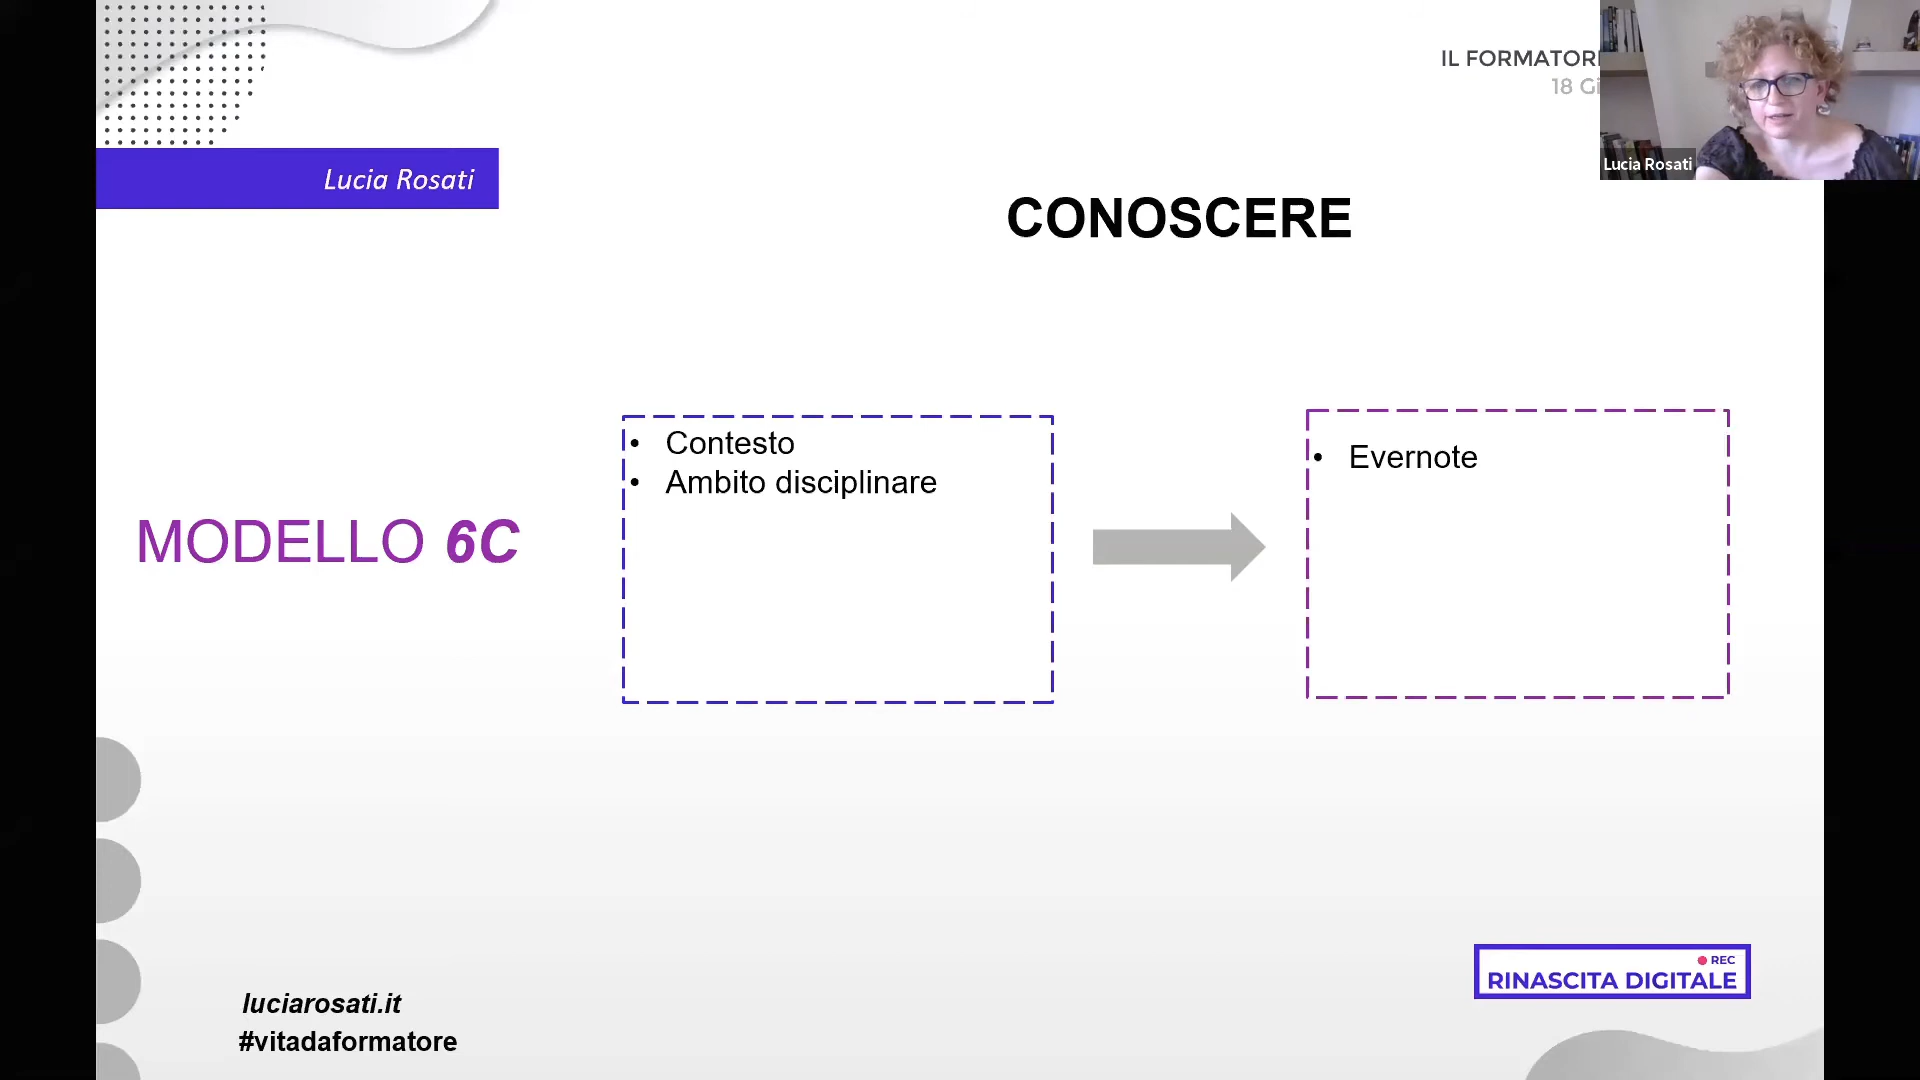 IL FORMATORE
18 Gi
Lucia Rosati
Lucia Rosati
CONOSCERE
• Contesto
• Ambito disciplinare
• Evernote
MODELLO 6C
REC
RINASCITA DIGITALE
luciarosati.it
#vitadaformatore